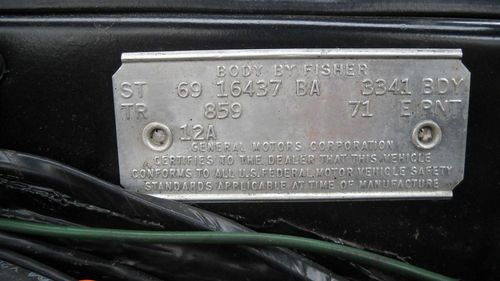 BODY BY FISHER
ST 69 16437 BA 3341 BDY
TR 859 71 E PNT
12A
GENERAL MOTORS CORPORATION
CERTIFIES TO THE DEALER THAT THIS VEHICLE
CONFORMS TO ALL U.S. FEDERAL MOTOR VEHICLE SAFETY
STANDARDS APPLICABLE AT TIME OF MANUFACTURE